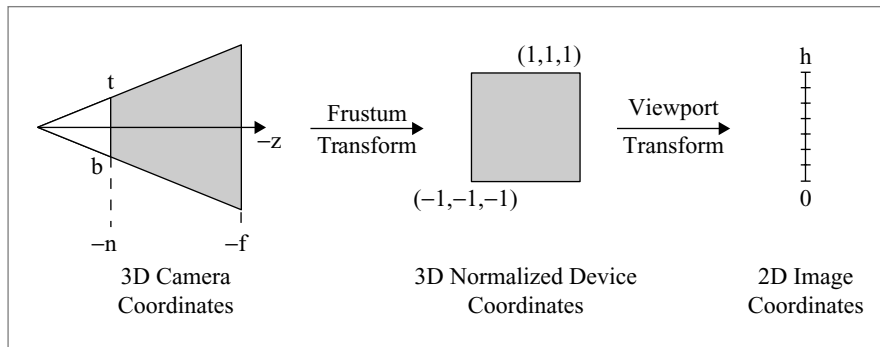 t
b
−z
−n
−f
3D Camera
Coordinates
Frustum
Transform
(1,1,1)
(−1,−1,−1)
3D Normalized Device
Coordinates
Viewport
Transform
h
0
2D Image
Coordinates